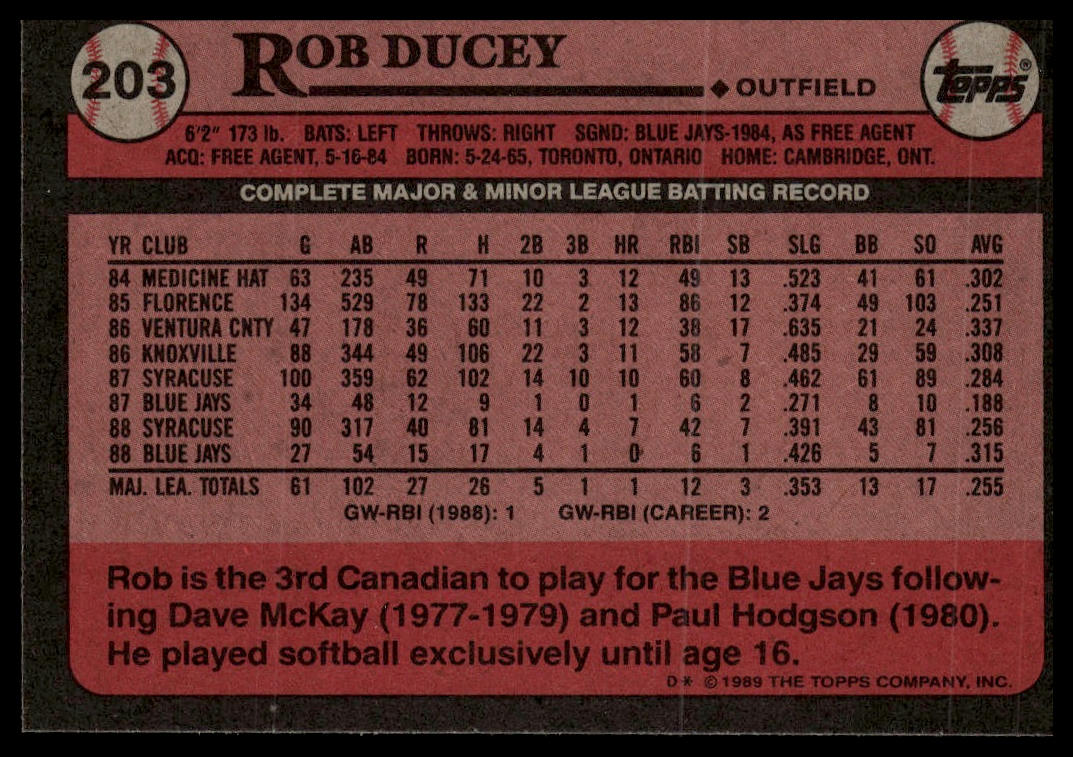 203 ROB DUCEY
◆ OUTFIELD
TOPPS®
6'2" 173 lb. BATS: LEFT THROWS: RIGHT SGND: BLUE JAYS-1984, AS FREE AGENT
ACQ: FREE AGENT, 5-16-84 BORN: 5-24-65, TORONTO, ONTARIO HOME: CAMBRIDGE, ONT.
COMPLETE MAJOR & MINOR LEAGUE BATTING RECORD
YR CLUB G AB R H 2B 3B HR RBI SB SLG BB SO AVG
84 MEDICINE HAT 63 235 49 71 10 3 12 49 13 .523 41 61 .302
85 FLORENCE 134 529 78 133 22 2 13 86 12 .374 49 103 .251
86 VENTURA CNTY 47 178 36 60 11 3 12 38 17 .635 21 24 .337
86 KNOXVILLE 88 344 49 106 22 3 11 58 7 .485 29 59 .308
87 SYRACUSE 100 359 62 102 14 10 10 60 8 .462 61 89 .284
87 BLUE JAYS 34 48 12 9 1 0 1 6 2 .271 8 10 .188
88 SYRACUSE 90 317 40 81 14 4 7 42 7 .391 43 81 .256
88 BLUE JAYS 27 54 15 17 4 1 0 6 1 .426 5 7 .315
MAJ. LEA. TOTALS 61 102 27 26 5 1 1 12 3 .353 13 17 .255
GW-RBI (1988): 1 GW-RBI (CAREER): 2
Rob is the 3rd Canadian to play for the Blue Jays follow-
ing Dave McKay (1977-1979) and Paul Hodgson (1980).
He played softball exclusively until age 16.
D* © 1989 THE TOPPS COMPANY, INC.